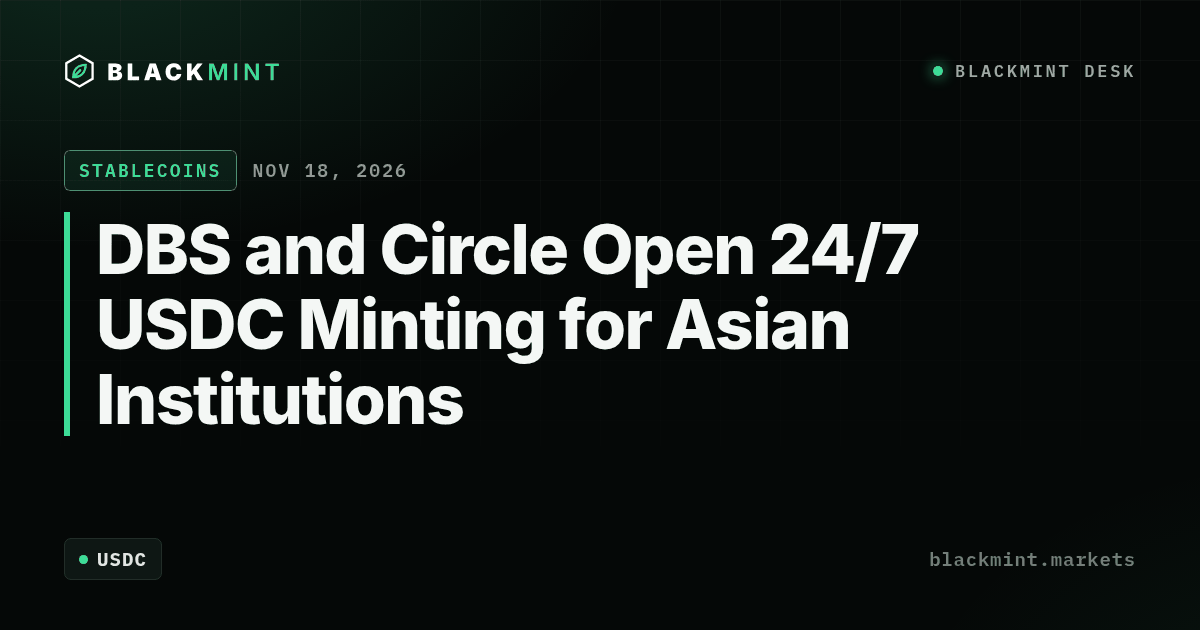 BLACKMINT
BLACKMINT DESK
STABLECOINS
NOV 18, 2026
DBS and Circle Open 24/7
USDC Minting for Asian
Institutions
USDC
blackmint.markets